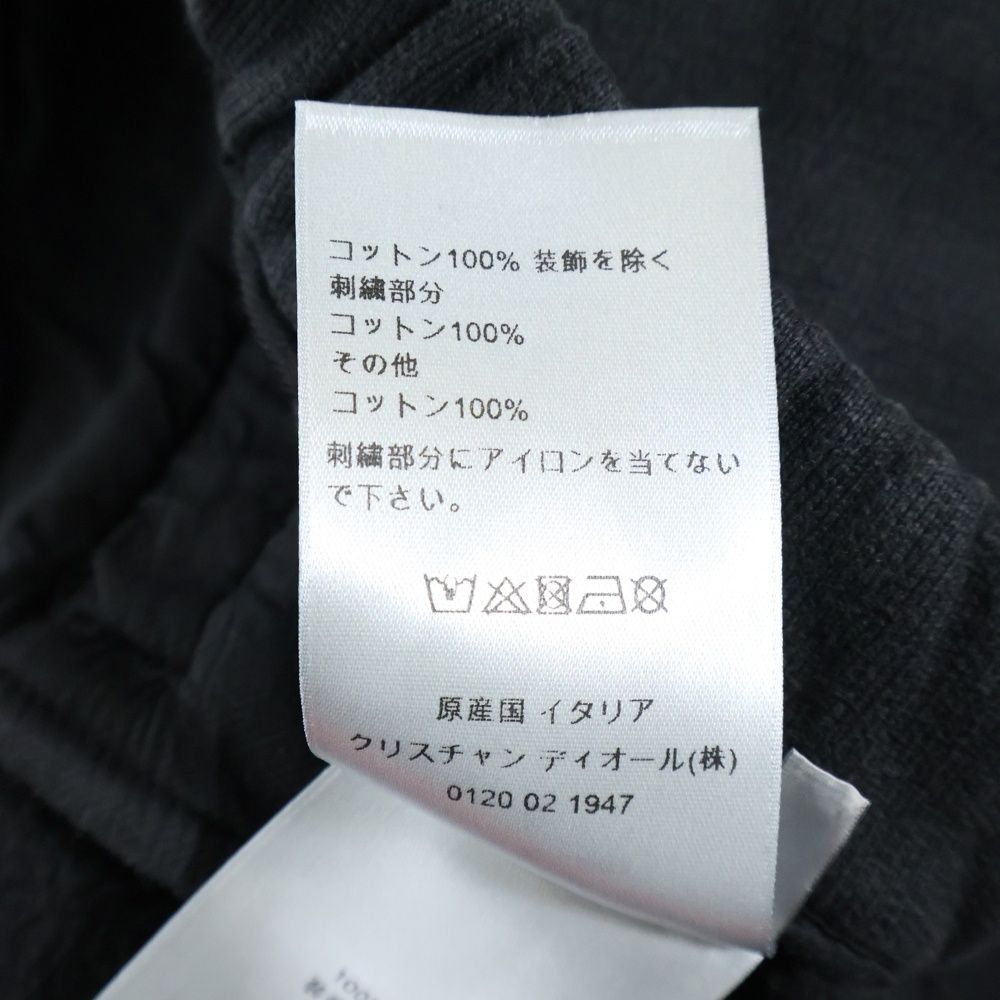 コットン100% 装飾を除く
刺繍部分
コットン100%
その他
コットン100%
刺繍部分にアイロンを当てない
で下さい。
原産国 イタリア
クリスチャン ディオール(株)
0120 02 1947